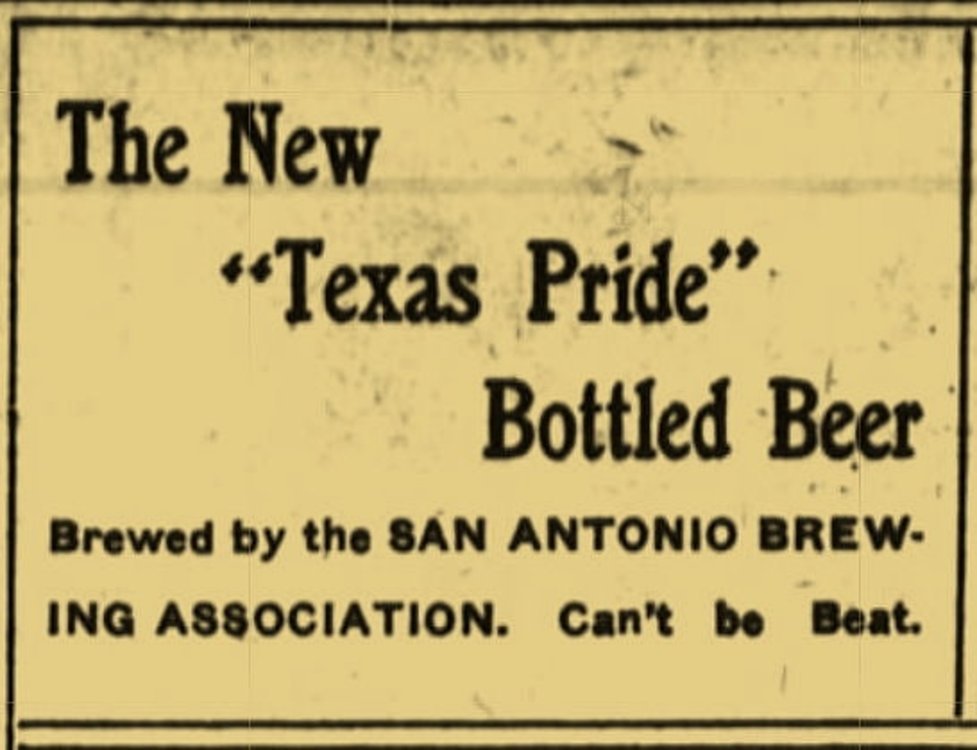 The New
“Texas Pride”
Bottled Beer
Brewed by the SAN ANTONIO BREW-
ING ASSOCIATION. Can't be Beat.